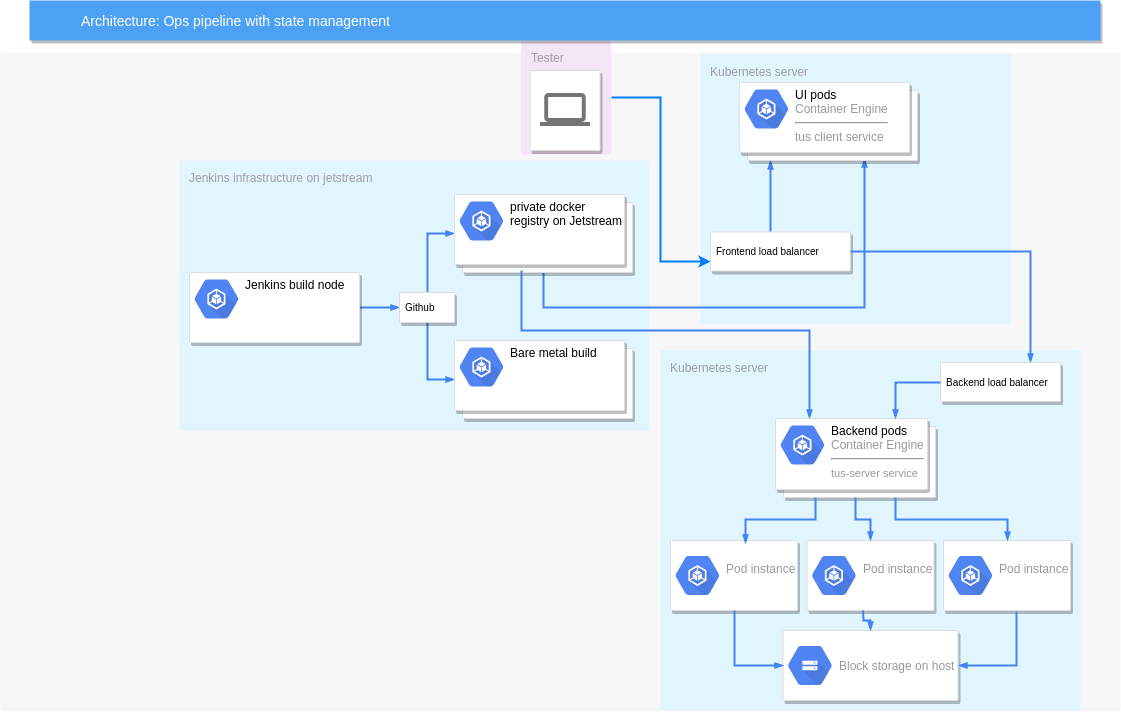 Architecture: Ops pipeline with state management
Tester
Kubernetes server
UI pods
Container Engine
tus client service
Jenkins infrastructure on jetstream
private docker
registry on Jetstream
Frontend load balancer
Jenkins build node
Github
Bare metal build
Kubernetes server
Backend load balancer
Backend pods
Container Engine
tus-server service
Pod instance
Pod instance
Pod instance
Block storage on host